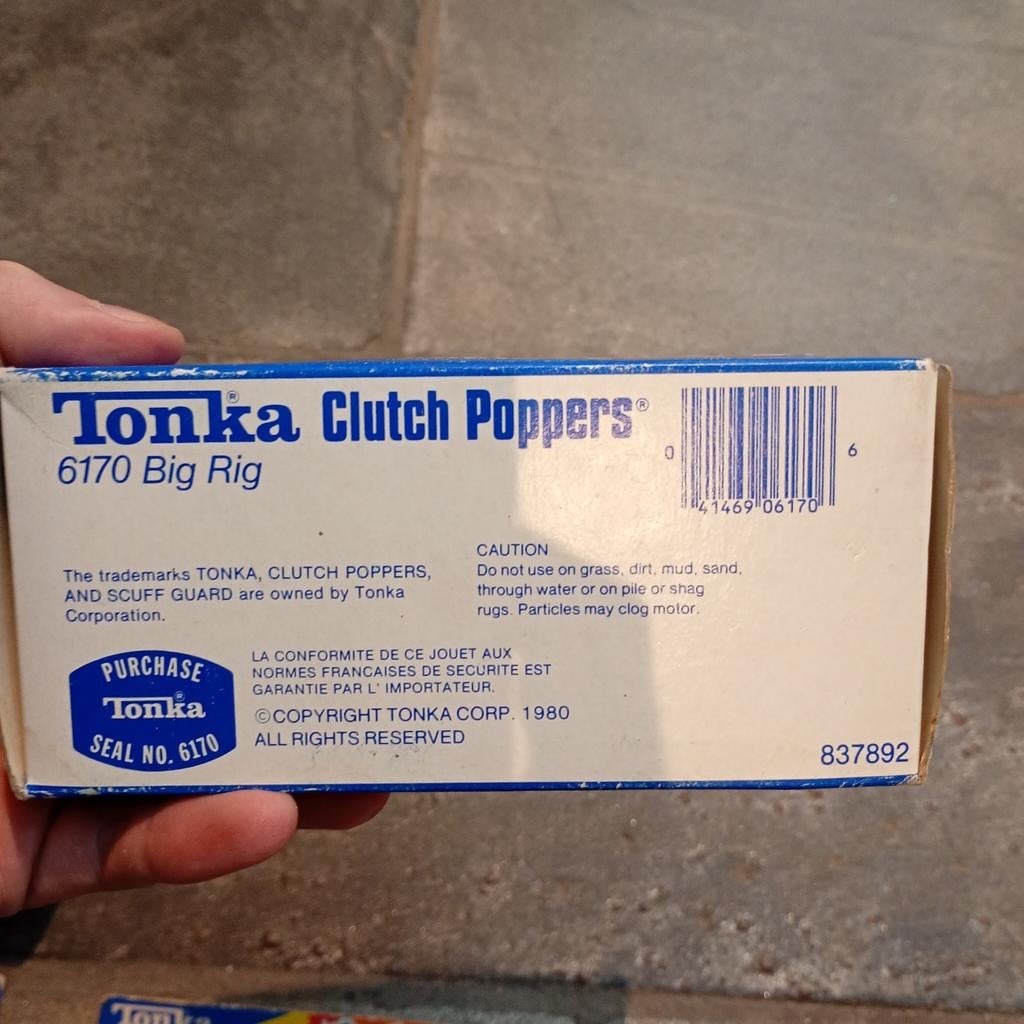 Tonka® Clutch Poppers®
6170 Big Rig
0 41469 06170 6
The trademarks TONKA, CLUTCH POPPERS,
AND SCUFF GUARD are owned by Tonka
Corporation.
CAUTION
Do not use on grass, dirt, mud, sand,
through water or on pile or shag
rugs. Particles may clog motor.
PURCHASE
Tonka®
SEAL NO. 6170
LA CONFORMITE DE CE JOUET AUX
NORMES FRANCAISES DE SECURITE EST
GARANTIE PAR L' IMPORTATEUR.
©COPYRIGHT TONKA CORP. 1980
ALL RIGHTS RESERVED
837892
Tonka